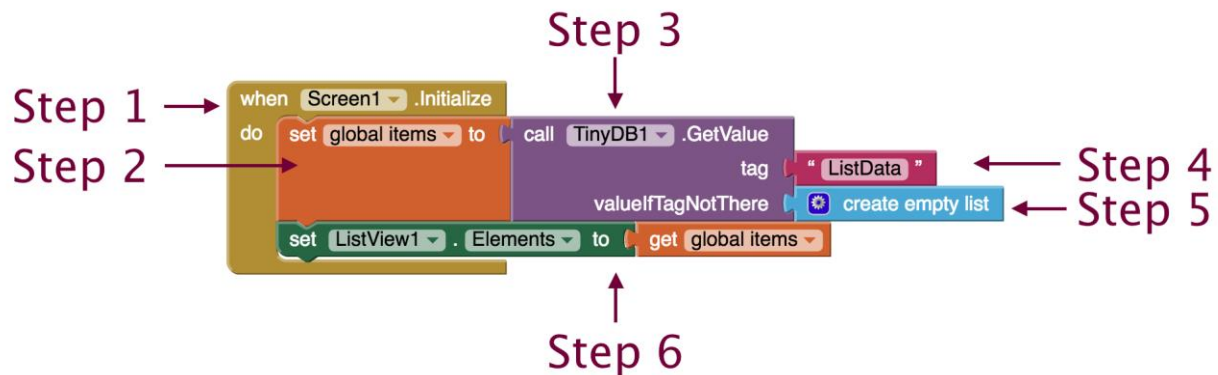 Step 3
Step 1
when Screen1 .Initialize
do set global items to call TinyDB1 .GetValue
Step 2
tag " ListData "
Step 4
valueIfTagNotThere create empty list
Step 5
set ListView1 . Elements to get global items
Step 6